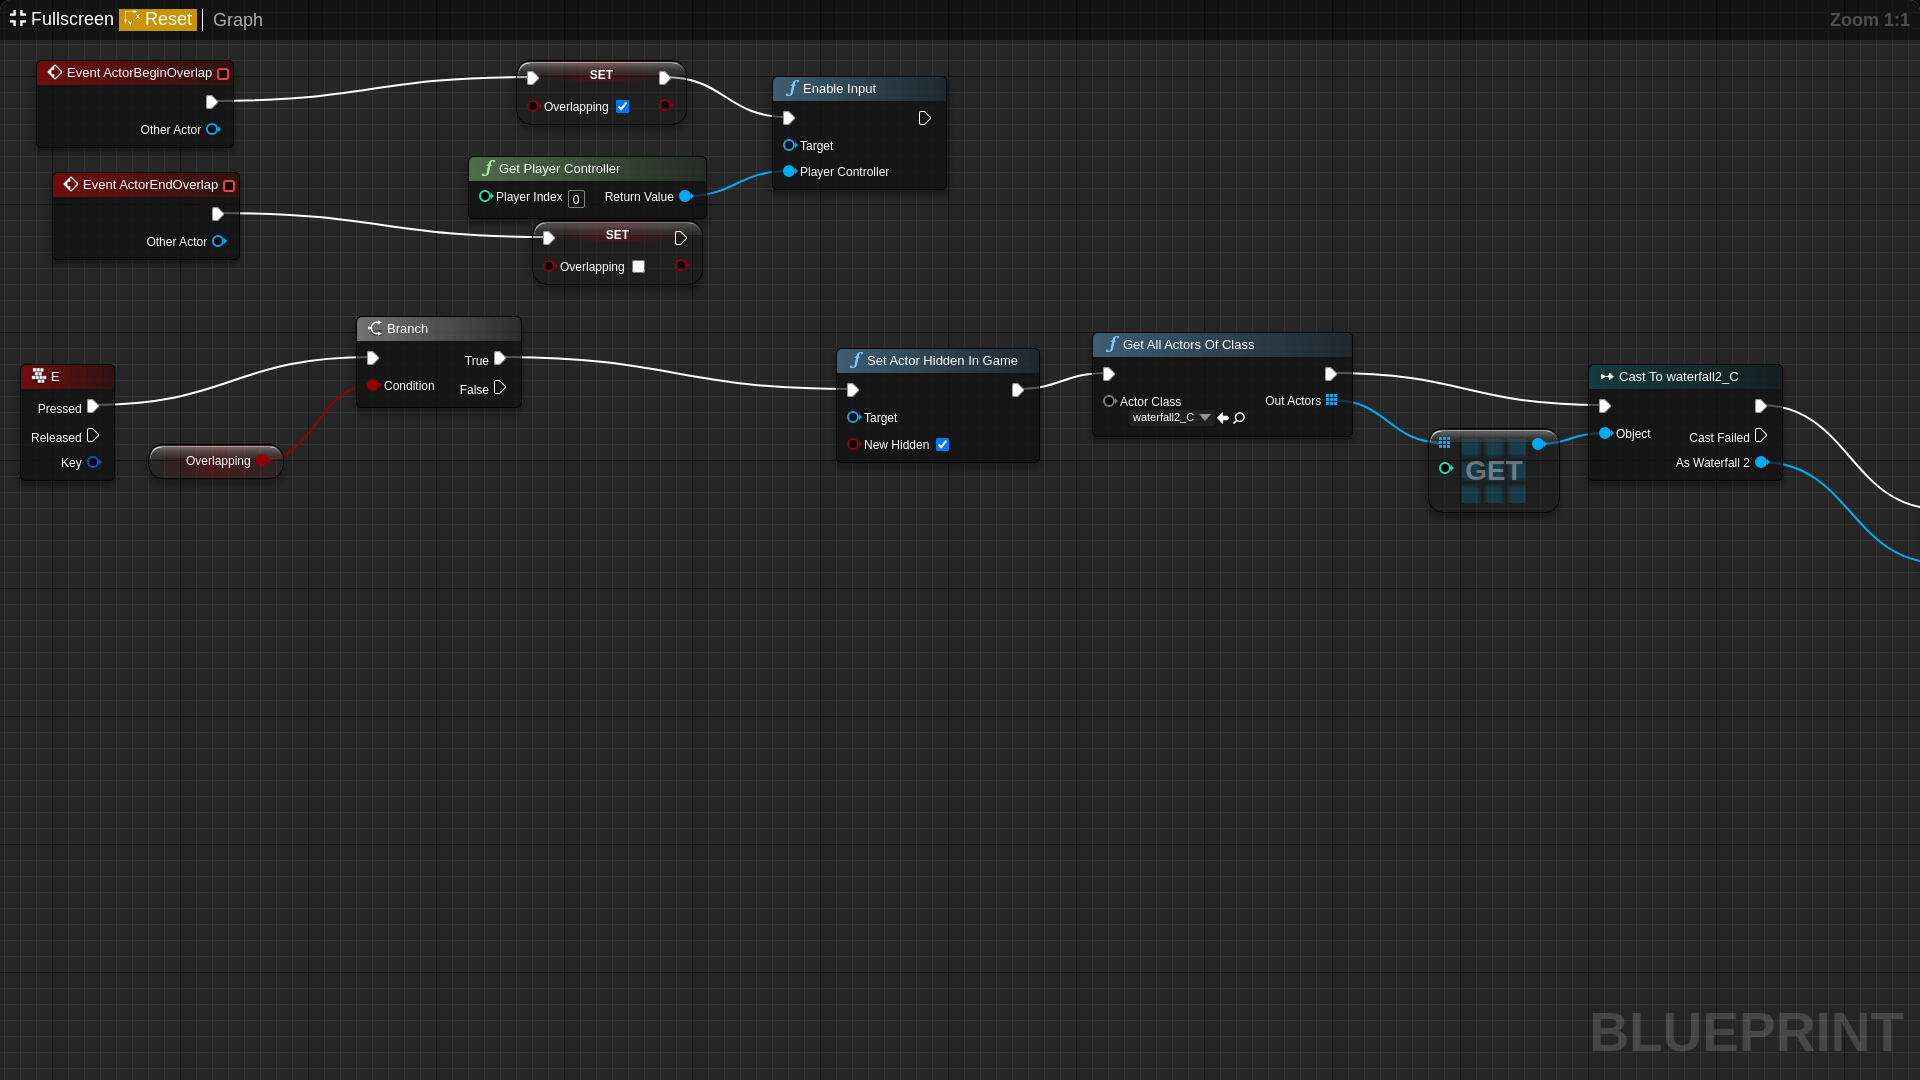 Fullscreen Reset Graph Zoom 1:1
Event ActorBeginOverlap
Other Actor
SET
Overlapping
Enable Input
Target
Player Controller
Get Player Controller
Player Index 0 Return Value
Event ActorEndOverlap
Other Actor
SET
Overlapping
E
Pressed
Released
Key
Overlapping
Branch
True
Condition
False
Set Actor Hidden In Game
Target
New Hidden
Get All Actors Of Class
Actor Class Out Actors
waterfall2_C
GET
Cast To waterfall2_C
Object
Cast Failed
As Waterfall 2
BLUEPRINT